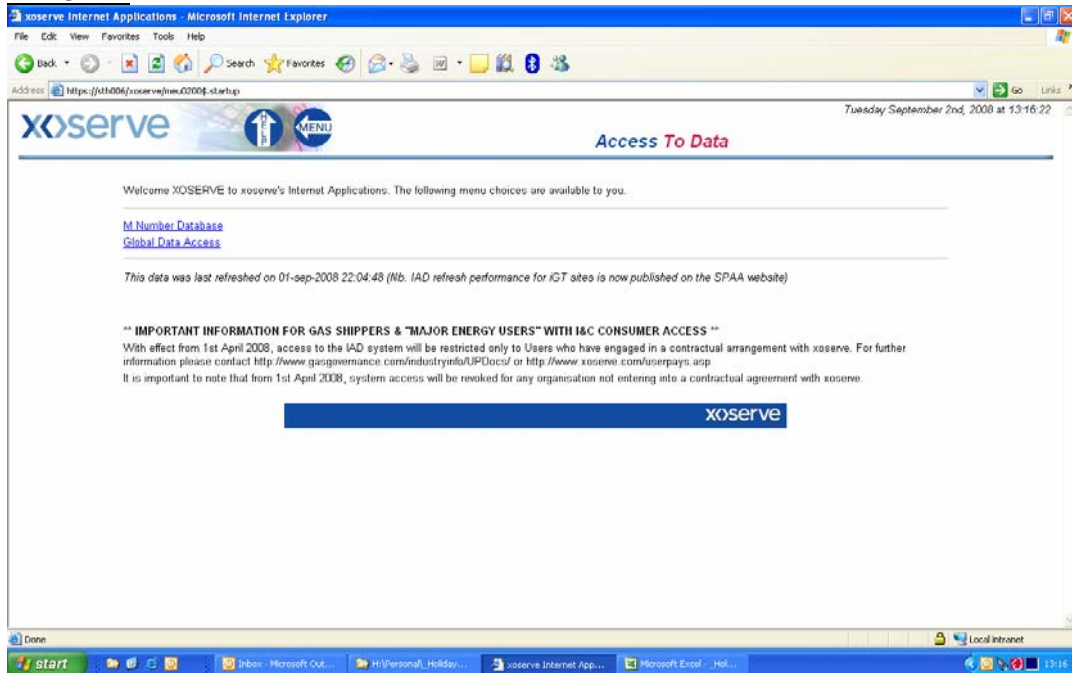 xoserve Internet Applications - Microsoft Internet Explorer
File Edit View Favorites Tools Help
Back Search Favorites
Address https://sth006/xoserve/meu0200$.startup Go Links
Tuesday September 2nd, 2008 at 13:16:22
xoserve HELP MENU
Access To Data
Welcome XOSERVE to xoserve's Internet Applications. The following menu choices are available to you.
M Number Database
Global Data Access
This data was last refreshed on 01-sep-2008 22:04:48 (Nb. IAD refresh performance for iGT sites is now published on the SPAA website)
** IMPORTANT INFORMATION FOR GAS SHIPPERS & "MAJOR ENERGY USERS" WITH I&C CONSUMER ACCESS **
With effect from 1st April 2008, access to the IAD system will be restricted only to Users who have engaged in a contractual arrangement with xoserve. For further
information please contact http://www.gasgovernance.com/industryinfo/UPDocs/ or http://www.xoserve.com/userpays.asp
It is important to note that from 1st April 2008, system access will be revoked for any organisation not entering into a contractual agreement with xoserve.
xoserve
Done Local intranet
start Inbox - Microsoft Out... H:\Personal\_Holiday... xoserve Internet App... Microsoft Excel - _Hol... 13:16